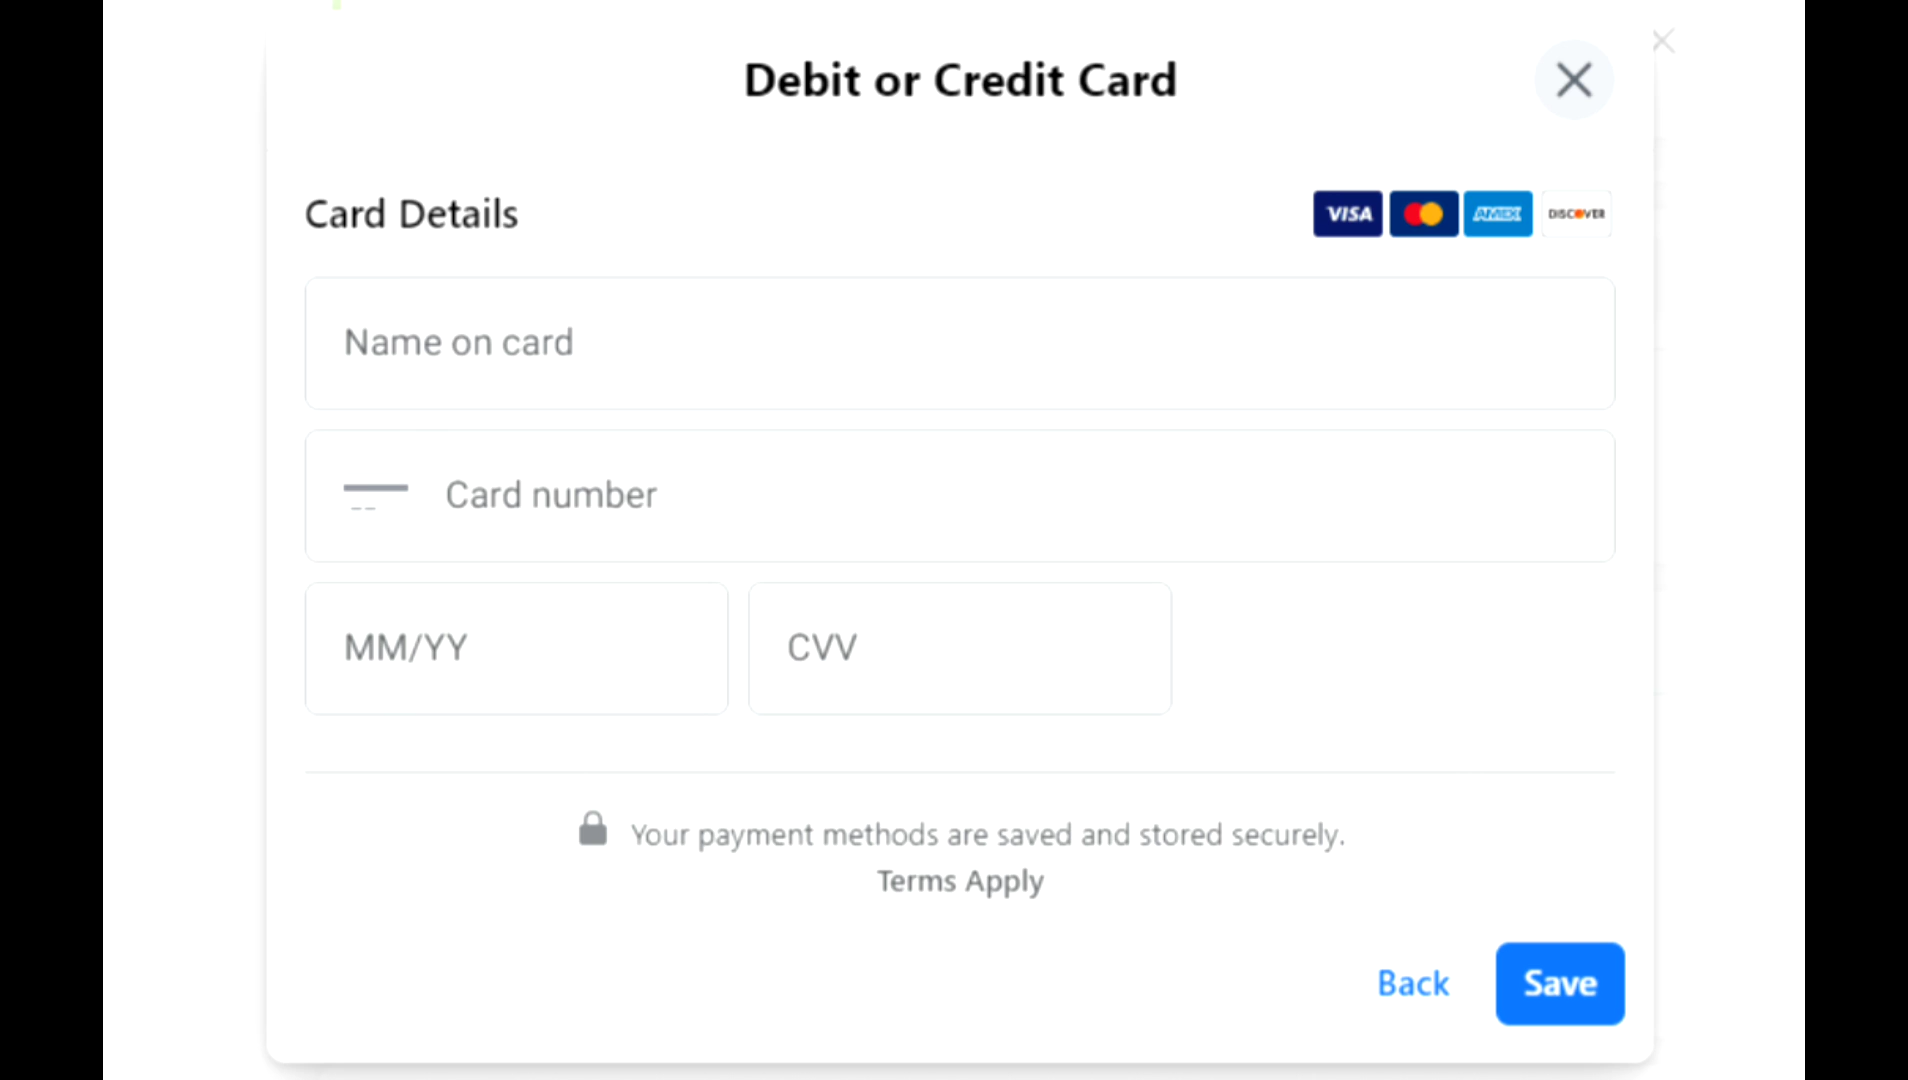 Debit or Credit Card
Card Details
VISA
AMEX
DISCOVER
Name on card
Card number
MM/YY
CVV
Your payment methods are saved and stored securely.
Terms Apply
Back
Save